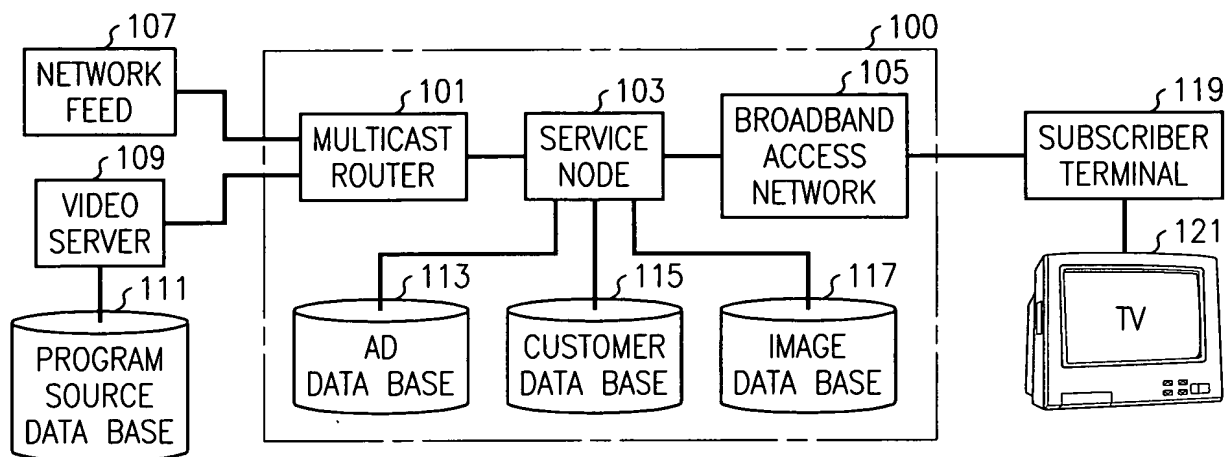 107
NETWORK
FEED
109
VIDEO
SERVER
111
PROGRAM
SOURCE
DATA BASE
100
101
MULTICAST
ROUTER
103
SERVICE
NODE
105
BROADBAND
ACCESS
NETWORK
113
AD
DATA BASE
115
CUSTOMER
DATA BASE
117
IMAGE
DATA BASE
119
SUBSCRIBER
TERMINAL
121
TV